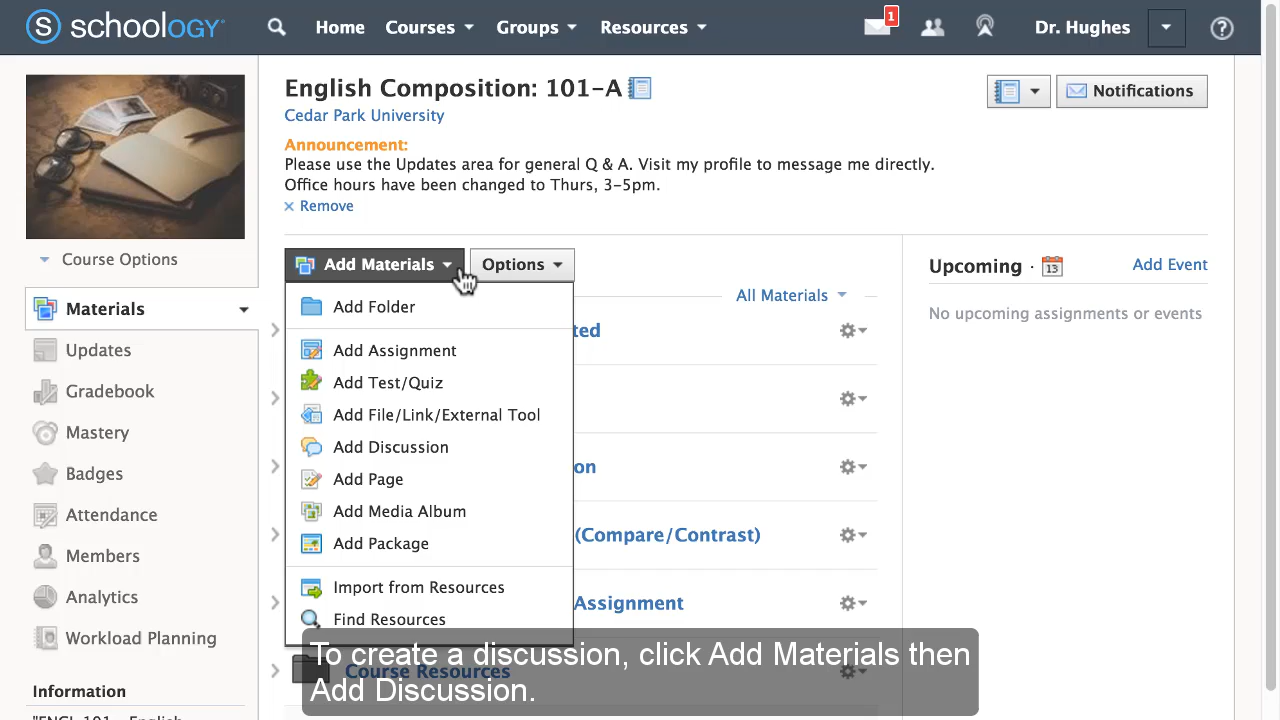 schoology
Home
Courses
Groups
Resources
1
Dr. Hughes
?
English Composition: 101-A
Notifications
Cedar Park University
Announcement:
Please use the Updates area for general Q & A. Visit my profile to message me directly.
Office hours have been changed to Thurs, 3-5pm.
× Remove
Course Options
Materials
Updates
Gradebook
Mastery
Badges
Attendance
Members
Analytics
Workload Planning
Information
Add Materials
Options
All Materials
Add Folder
Add Assignment
Add Test/Quiz
Add File/Link/External Tool
Add Discussion
Add Page
Add Media Album
Add Package
Import from Resources
Find Resources
ted
on
(Compare/Contrast)
Assignment
Course Resources
Upcoming · 13
Add Event
No upcoming assignments or events
To create a discussion, click Add Materials then
Add Discussion.